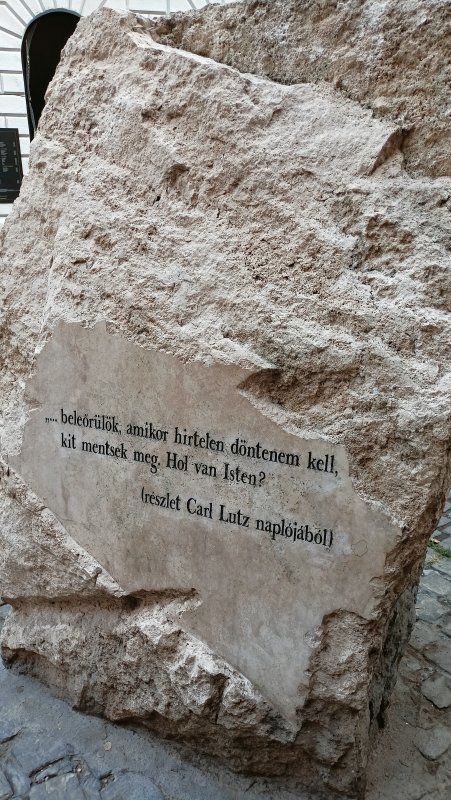 „... beleőrülök, amikor hirtelen döntenem kell,
kit mentsek meg. Hol van Isten?
(részlet Carl Lutz naplójából)